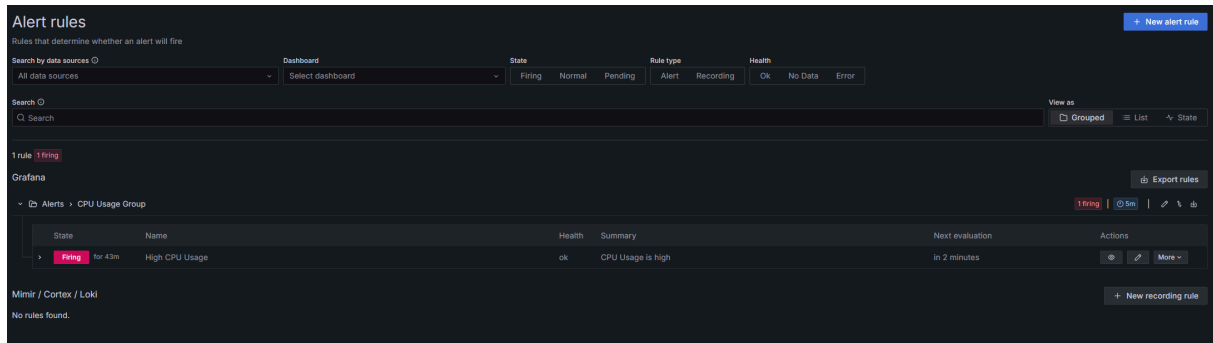 Alert rules
+ New alert rule
Rules that determine whether an alert will fire
Search by data sources Dashboard State Rule type Health
All data sources Select dashboard Firing Normal Pending Alert Recording Ok No Data Error
Search View as
Search Grouped List State
1 rule 1 firing
Grafana Export rules
Alerts > CPU Usage Group 1 firing | 5m |
State Name Health Summary Next evaluation Actions
Firing for 43m High CPU Usage ok CPU Usage is high in 2 minutes More
Mimir / Cortex / Loki + New recording rule
No rules found.